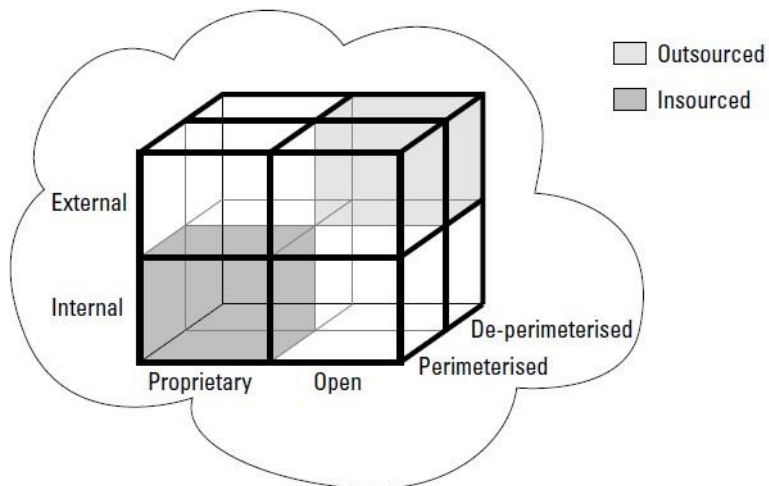 Outsourced
Insourced
External
Internal
De-perimeterised
Perimeterised
Proprietary
Open